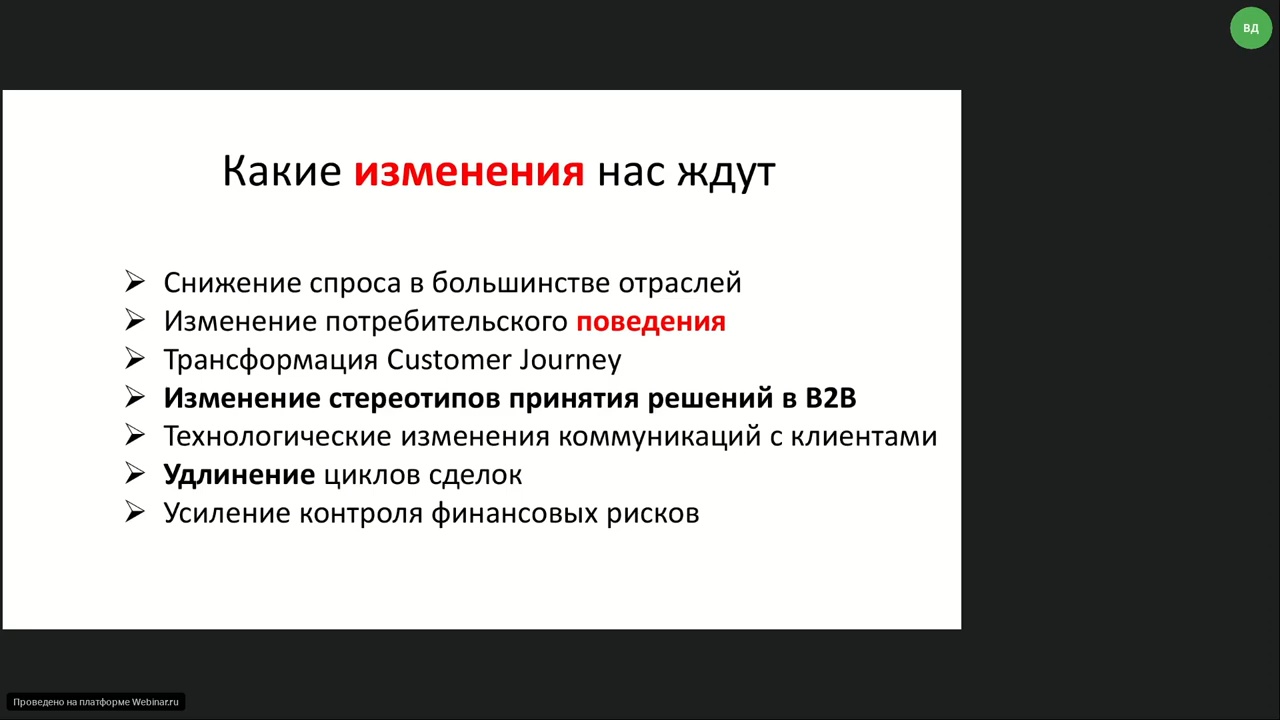 ВД
Какие изменения нас ждут
Снижение спроса в большинстве отраслей
Изменение потребительского поведения
Трансформация Customer Journey
Изменение стереотипов принятия решений в B2B
Технологические изменения коммуникаций с клиентами
Удлинение циклов сделок
Усиление контроля финансовых рисков
Проведено на платформе Webinar.ru